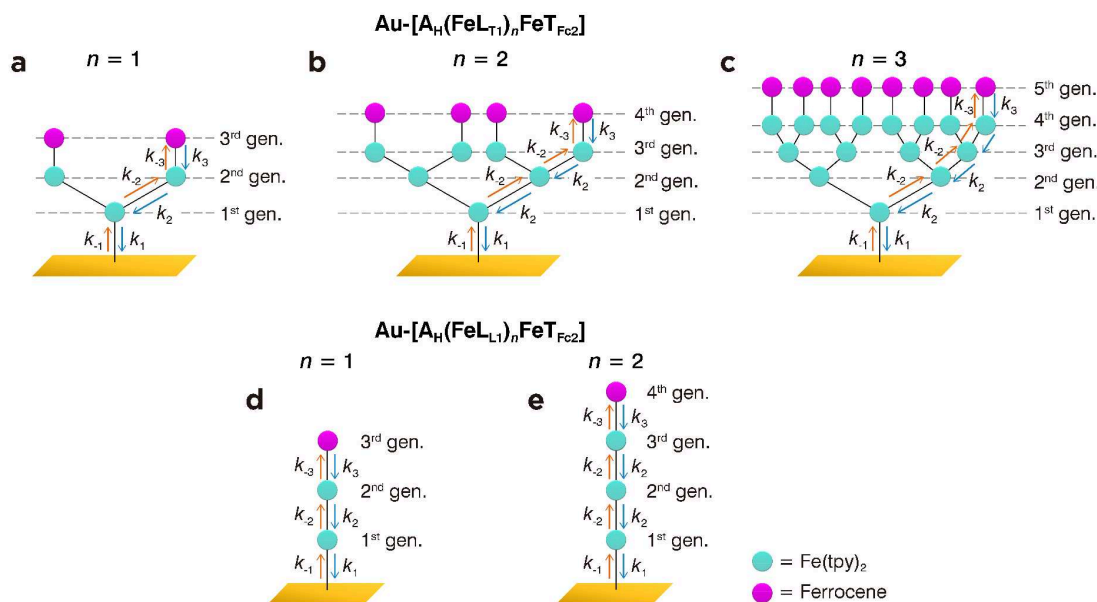 Au-[A_H(FeL_T1)_nFeT_Fc2]
a
n = 1
3rd gen.
2nd gen.
1st gen.
k-3
k3
k-2
k2
k-1
k1
b
n = 2
4th gen.
3rd gen.
2nd gen.
1st gen.
k-3
k3
k-2
k2
k-2
k2
k-1
k1
c
n = 3
5th gen.
4th gen.
3rd gen.
2nd gen.
1st gen.
k-3
k3
k-2
k-2
k2
k-2
k2
k-1
k1
Au-[A_H(FeL_L1)_nFeT_Fc2]
d
n = 1
3rd gen.
k-3
k3
2nd gen.
k-2
k2
1st gen.
k-1
k1
e
n = 2
4th gen.
k-3
k3
3rd gen.
k-2
k2
2nd gen.
k-2
k2
1st gen.
k-1
k1
= Fe(tpy)2
= Ferrocene